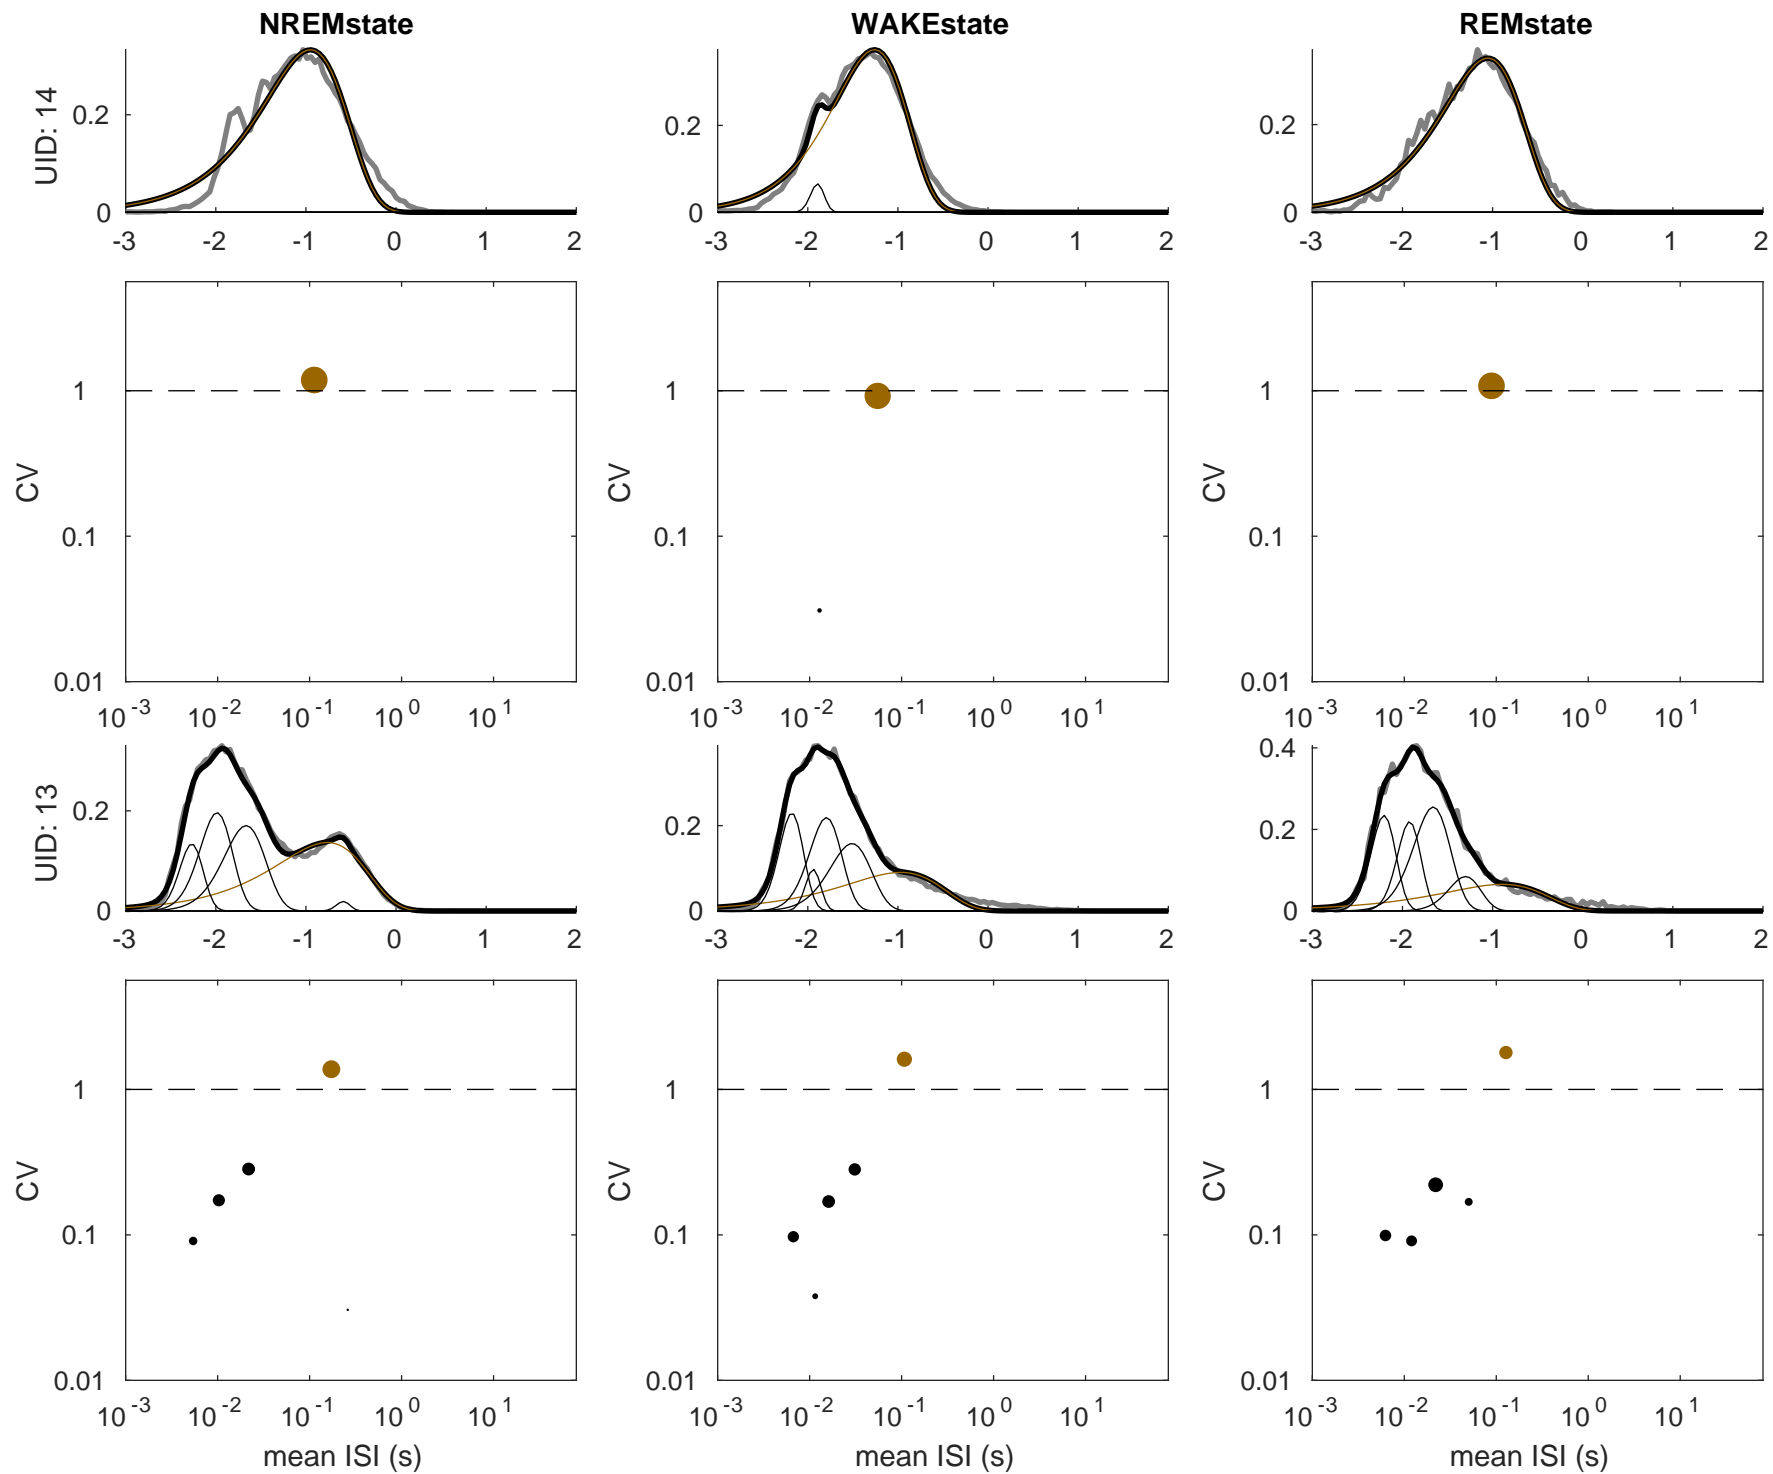 NREMstate WAKEstate REMstate
UID: 14
0.2 0.2 0.2
0 0 0
-3 -2 -1 0 1 2 -3 -2 -1 0 1 2 -3 -2 -1 0 1 2
1 1 1
CV CV CV
0.1 0.1 0.1
0.01 0.01 0.01
10^-3 10^-2 10^-1 10^0 10^1 10^-3 10^-2 10^-1 10^0 10^1 10^-3 10^-2 10^-1 10^0 10^1
0.4
UID: 13
0.2 0.2 0.2
0 0 0
-3 -2 -1 0 1 2 -3 -2 -1 0 1 2 -3 -2 -1 0 1 2
1 1 1
CV CV CV
0.1 0.1 0.1
0.01 0.01 0.01
10^-3 10^-2 10^-1 10^0 10^1 10^-3 10^-2 10^-1 10^0 10^1 10^-3 10^-2 10^-1 10^0 10^1
mean ISI (s) mean ISI (s) mean ISI (s)